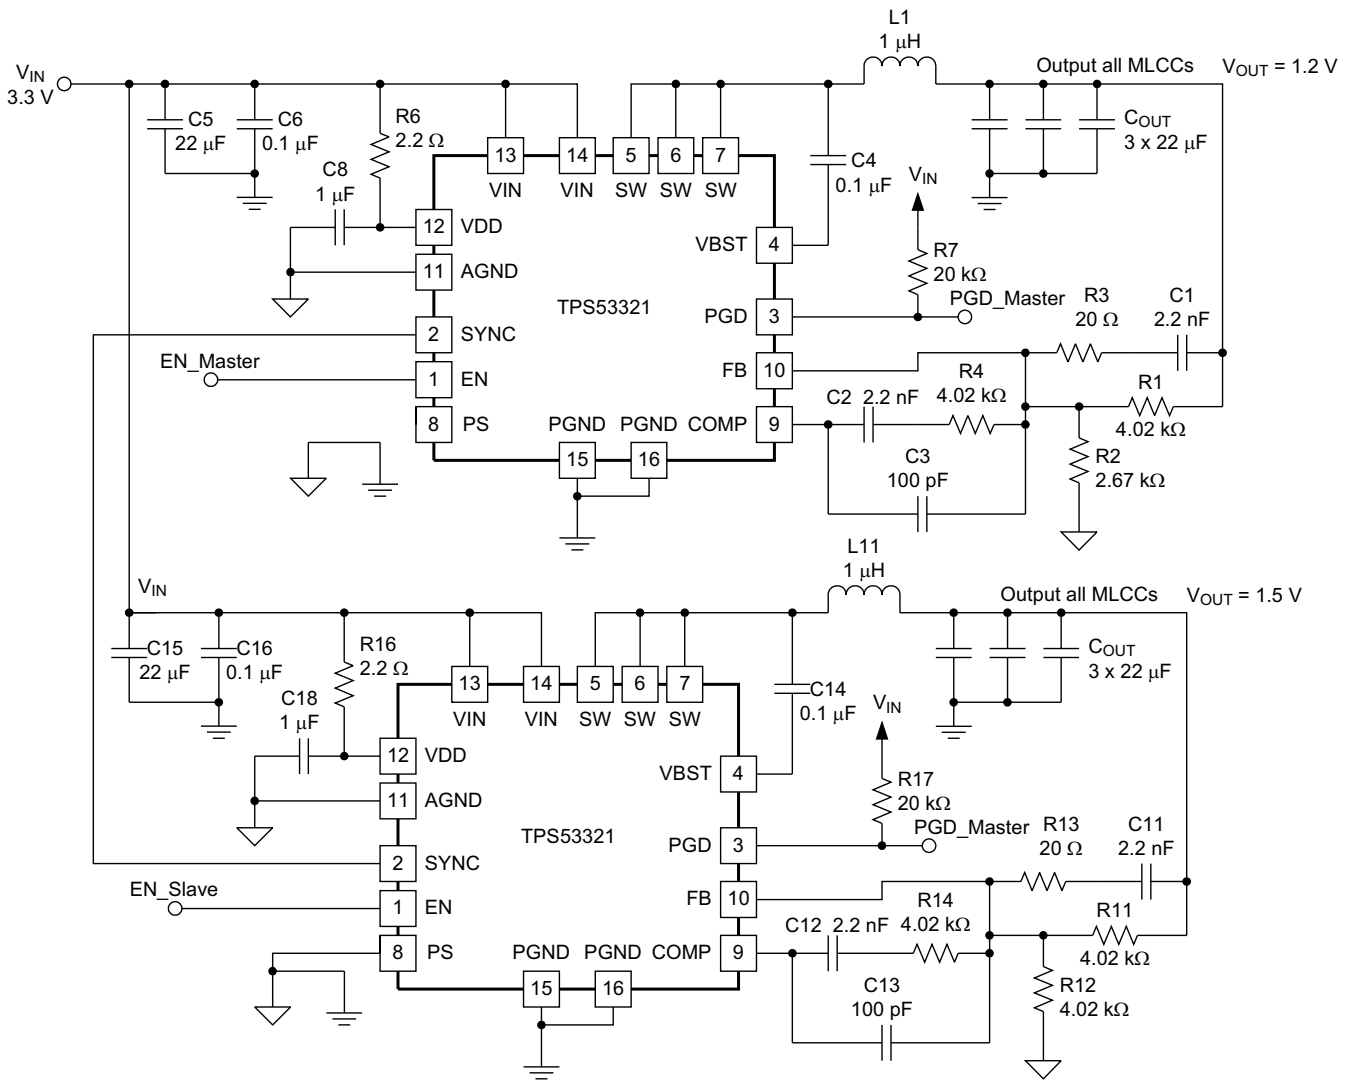 L1
1 µH
VIN
3.3 V
Output all MLCCs
VOUT = 1.2 V
C5
22 µF
C6
0.1 µF
R6
2.2 Ω
COUT
3 x 22 µF
C8
1 µF
13
14
5
6
7
VIN
VIN
SW
SW
SW
C4
0.1 µF
VIN
12
VDD
VBST
4
R7
20 kΩ
11
AGND
TPS53321
PGD
3
PGD_Master
R3
20 Ω
C1
2.2 nF
2
SYNC
EN_Master
1
EN
FB
10
R4
4.02 kΩ
R1
4.02 kΩ
C2
2.2 nF
8
PS
PGND
PGND
COMP
9
15
16
C3
100 pF
R2
2.67 kΩ
L11
1 µH
VIN
Output all MLCCs
VOUT = 1.5 V
C15
22 µF
C16
0.1 µF
R16
2.2 Ω
COUT
3 x 22 µF
C18
1 µF
13
14
5
6
7
VIN
VIN
SW
SW
SW
C14
0.1 µF
VIN
12
VDD
VBST
4
R17
20 kΩ
11
AGND
TPS53321
PGD
3
PGD_Master
R13
20 Ω
C11
2.2 nF
2
SYNC
EN_Slave
1
EN
FB
10
R14
4.02 kΩ
R11
4.02 kΩ
C12
2.2 nF
8
PS
PGND
PGND
COMP
9
15
16
C13
100 pF
R12
4.02 kΩ